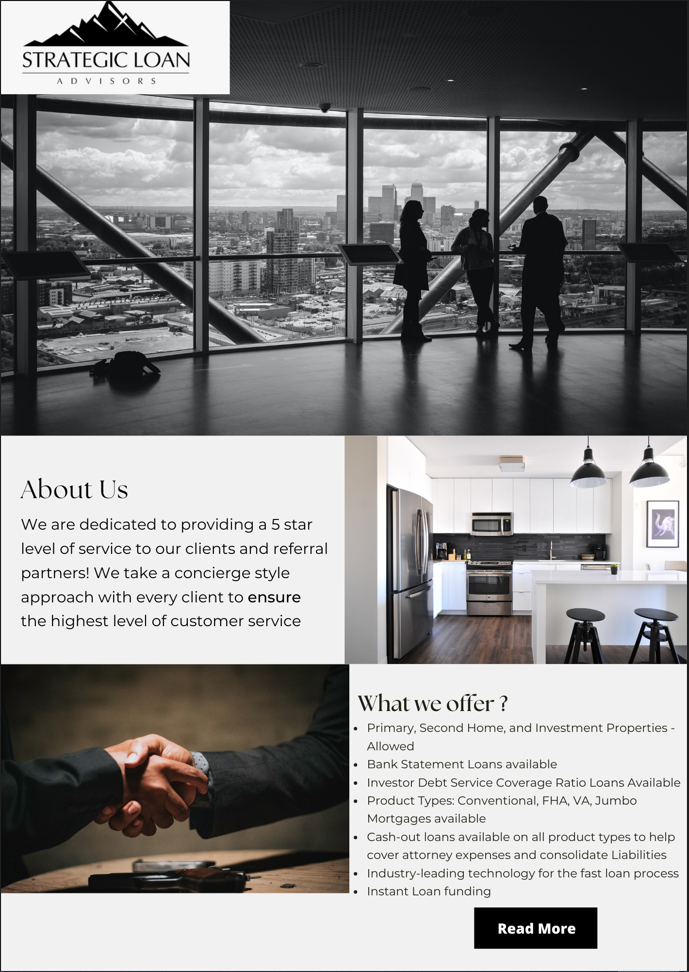 STRATEGIC LOAN
ADVISORS
About Us
We are dedicated to providing a 5 star
level of service to our clients and referral
partners! We take a concierge style
approach with every client to ensure
the highest level of customer service
What we offer ?
• Primary, Second Home, and Investment Properties -
Allowed
• Bank Statement Loans available
• Investor Debt Service Coverage Ratio Loans Available
• Product Types: Conventional, FHA, VA, Jumbo
Mortgages available
• Cash-out loans available on all product types to help
cover attorney expenses and consolidate Liabilities
• Industry-leading technology for the fast loan process
• Instant Loan funding
Read More